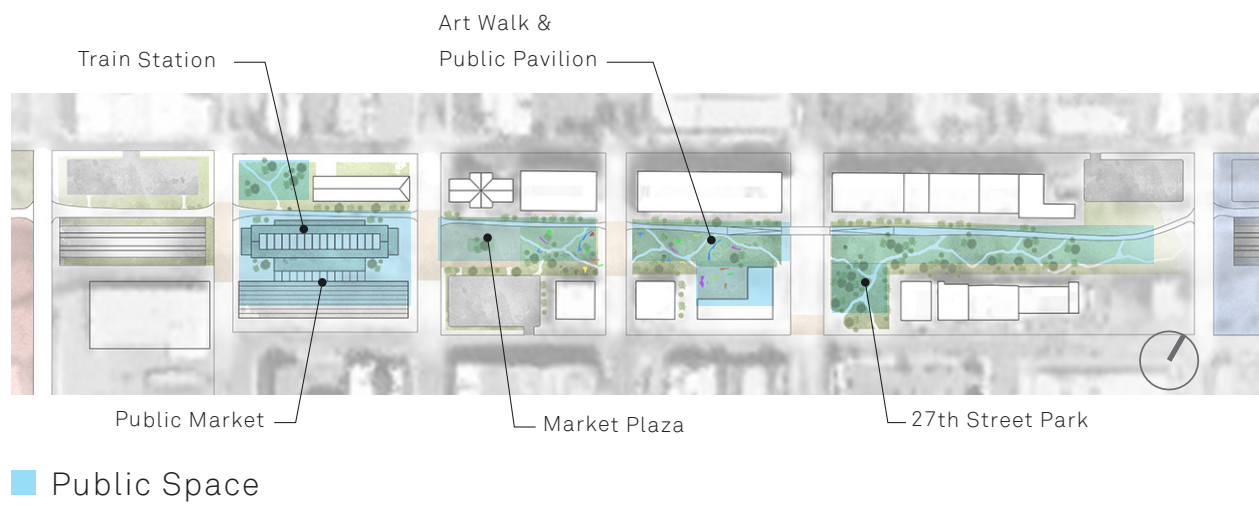 Art Walk &
Public Pavilion
Train Station
Public Market
Market Plaza
27th Street Park
Public Space